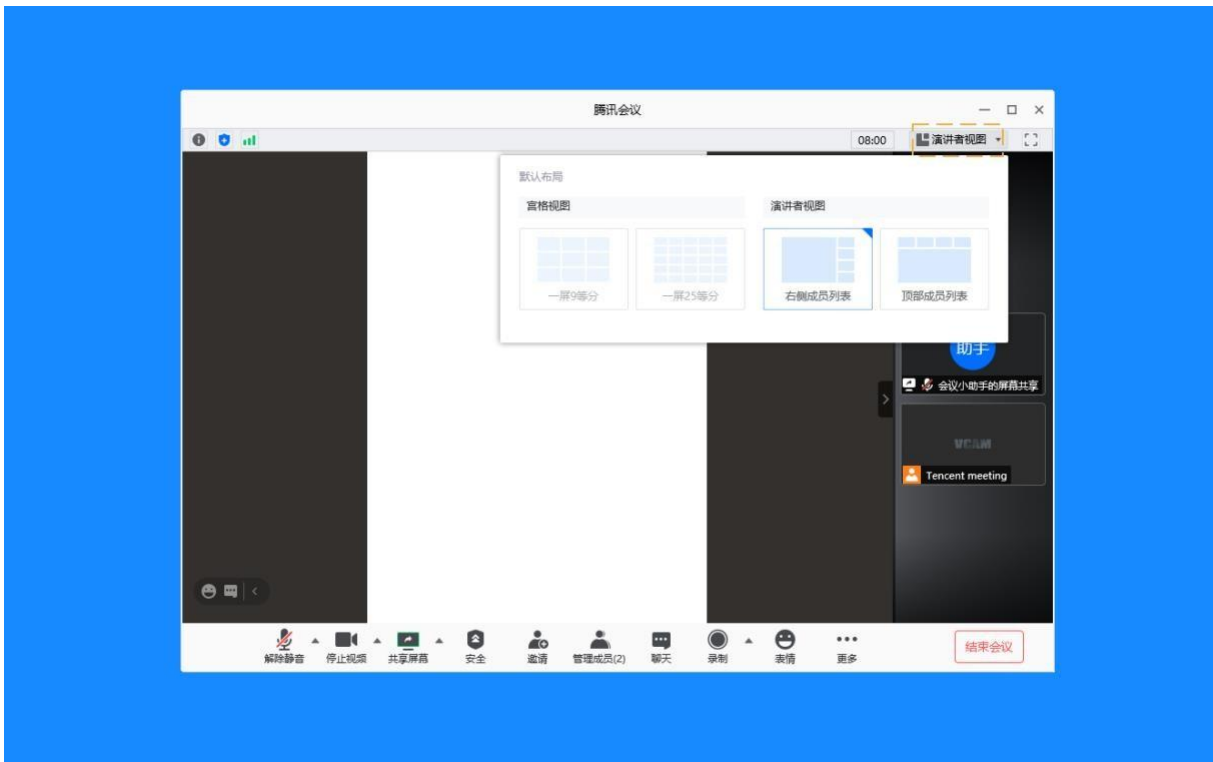 腾讯会议
08:00
演讲者视图
默认布局
宫格视图
演讲者视图
一屏9等分
一屏25等分
右侧成员列表
顶部成员列表
助手
会议小助手的屏幕共享
VCAM
Tencent meeting
解除静音
停止视频
共享屏幕
安全
邀请
管理成员(2)
聊天
录制
表情
更多
结束会议